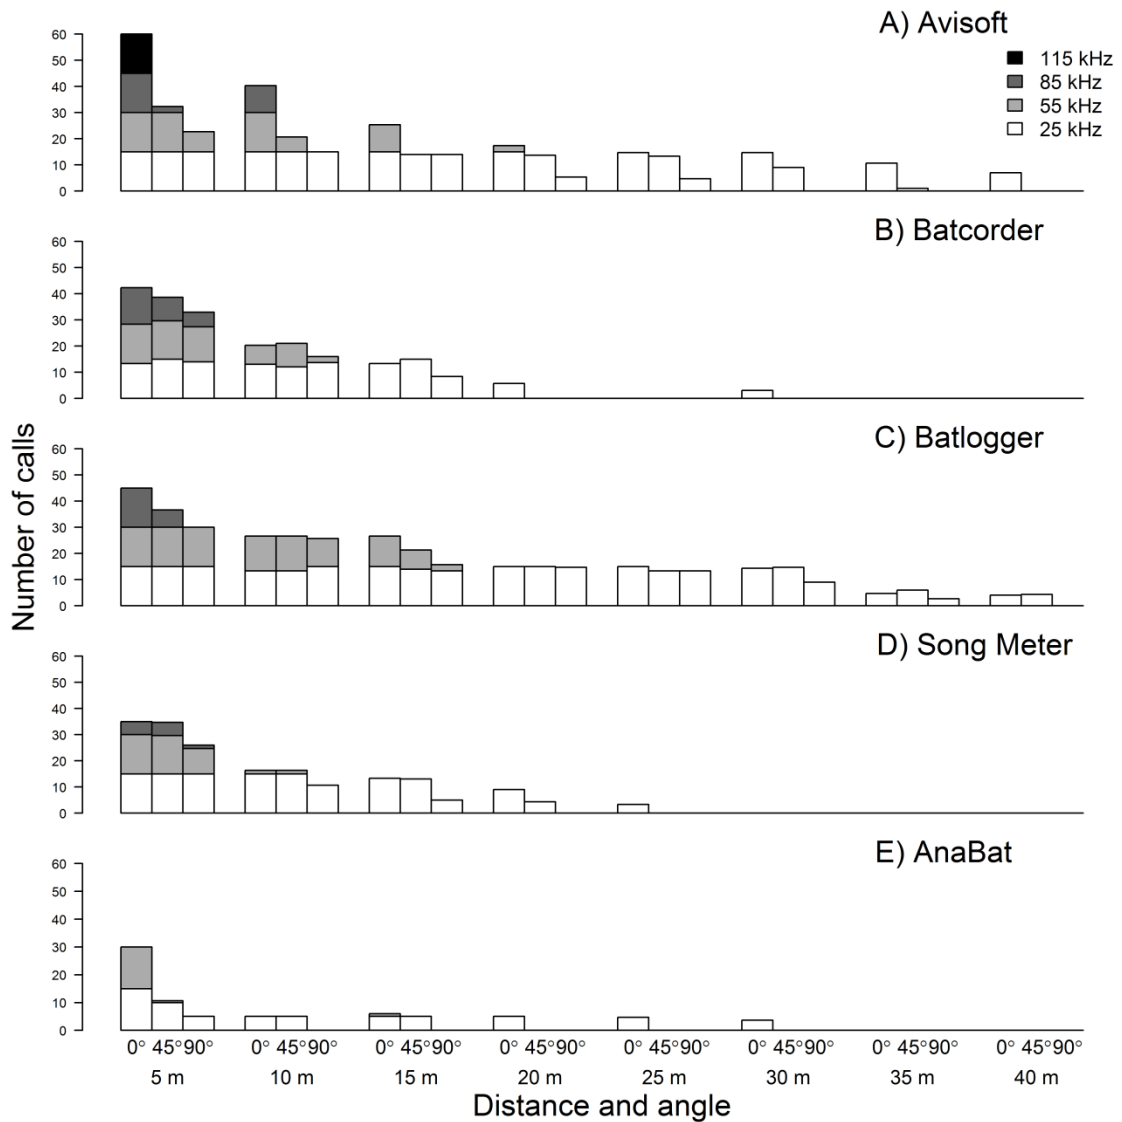 A) Avisoft
115 kHz
85 kHz
55 kHz
25 kHz
60
50
40
30
20
10
0
B) Batcorder
60
50
40
30
20
10
0
C) Batlogger
60
50
40
30
20
10
0
Number of calls
D) Song Meter
60
50
40
30
20
10
0
E) AnaBat
60
50
40
30
20
10
0
0° 45°90° 0° 45°90° 0° 45°90° 0° 45°90° 0° 45°90° 0° 45°90° 0° 45°90° 0° 45°90°
5 m 10 m 15 m 20 m 25 m 30 m 35 m 40 m
Distance and angle